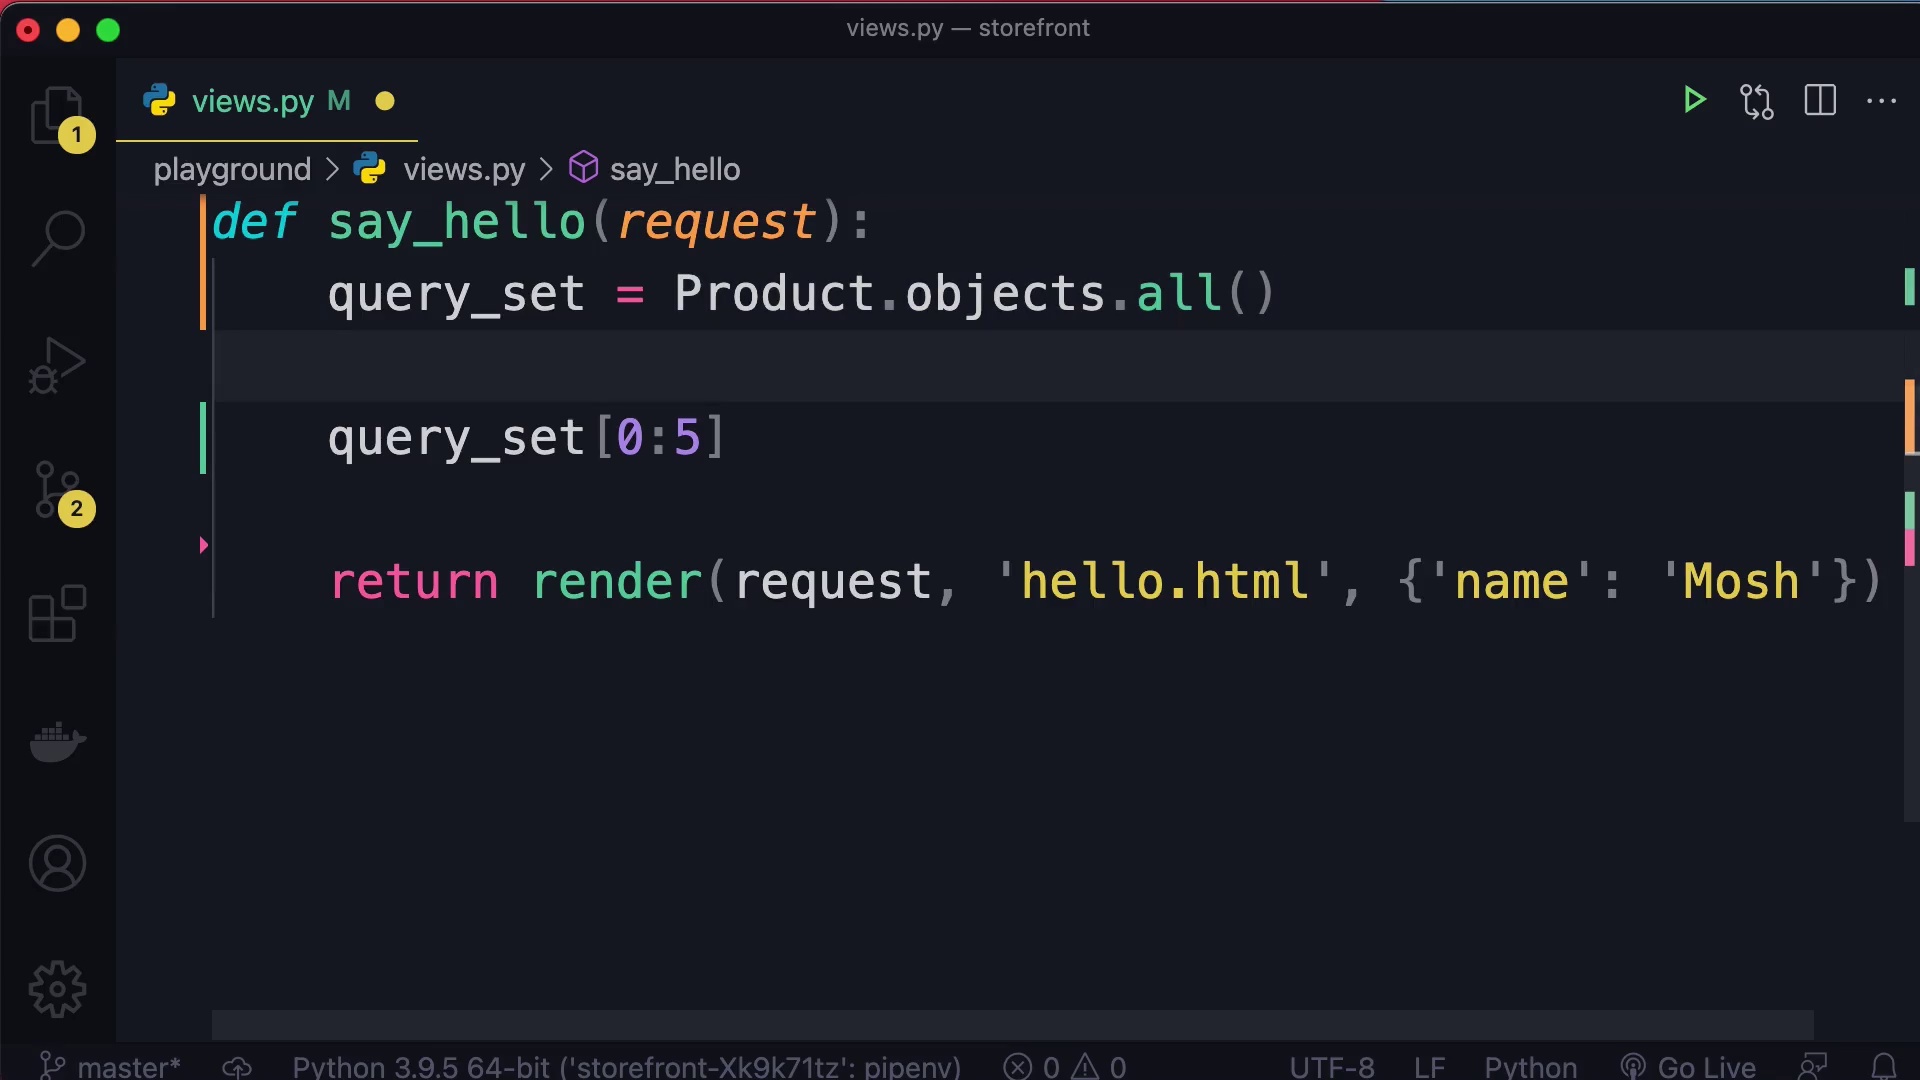 views.py — storefront
views.py M
playground > views.py > say_hello
1
def say_hello(request):
    query_set = Product.objects.all()
    query_set[0:5]
2
    return render(request, 'hello.html', {'name': 'Mosh'})
master* Python 3.9.5 64-bit ('storefront-Xk9k71tz': pipenv) 0 0 UTF-8 LF Python Go Live